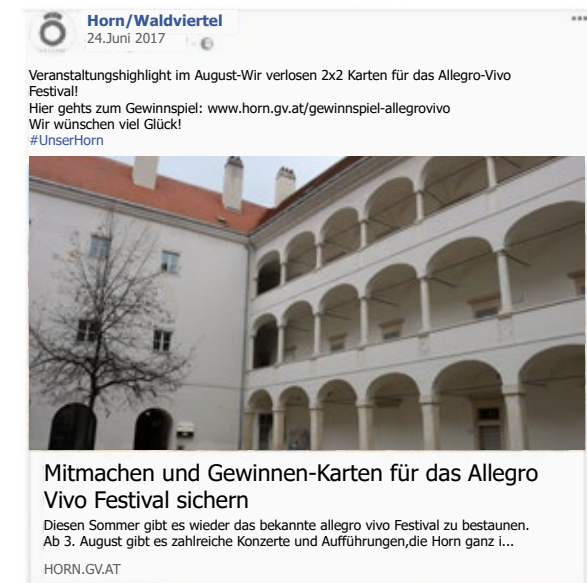 Horn/Waldviertel
24.Juni 2017
Veranstaltungshighlight im August-Wir verlosen 2x2 Karten für das Allegro-Vivo
Festival!
Hier gehts zum Gewinnspiel: www.horn.gv.at/gewinnspiel-allegrovivo
Wir wünschen viel Glück!
#UnserHorn
Mitmachen und Gewinnen-Karten für das Allegro
Vivo Festival sichern
Diesen Sommer gibt es wieder das bekannte allegro vivo Festival zu bestaunen.
Ab 3. August gibt es zahlreiche Konzerte und Aufführungen,die Horn ganz i...
HORN.GV.AT